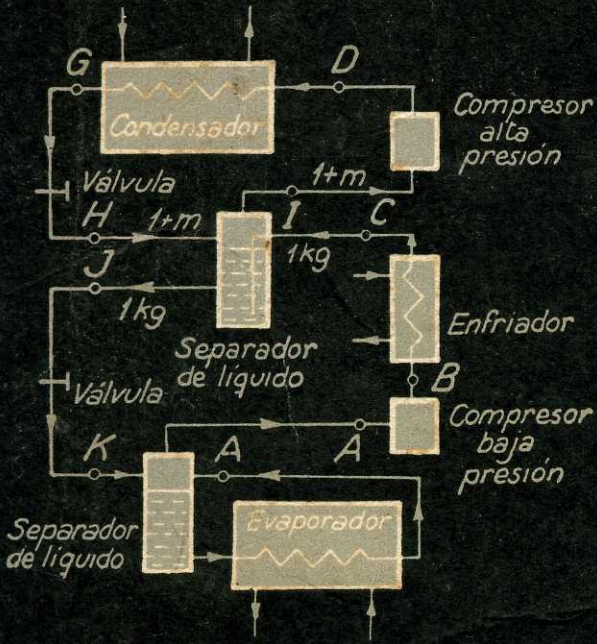 G
D
Condensador
Compresor
alta
presión
Válvula
1+m
H
1+m
I
C
J
1kg
1kg
Enfriador
Separador
de líquido
B
Válvula
Compresor
baja
presión
K
A
A
Separador
de líquido
Evaporador